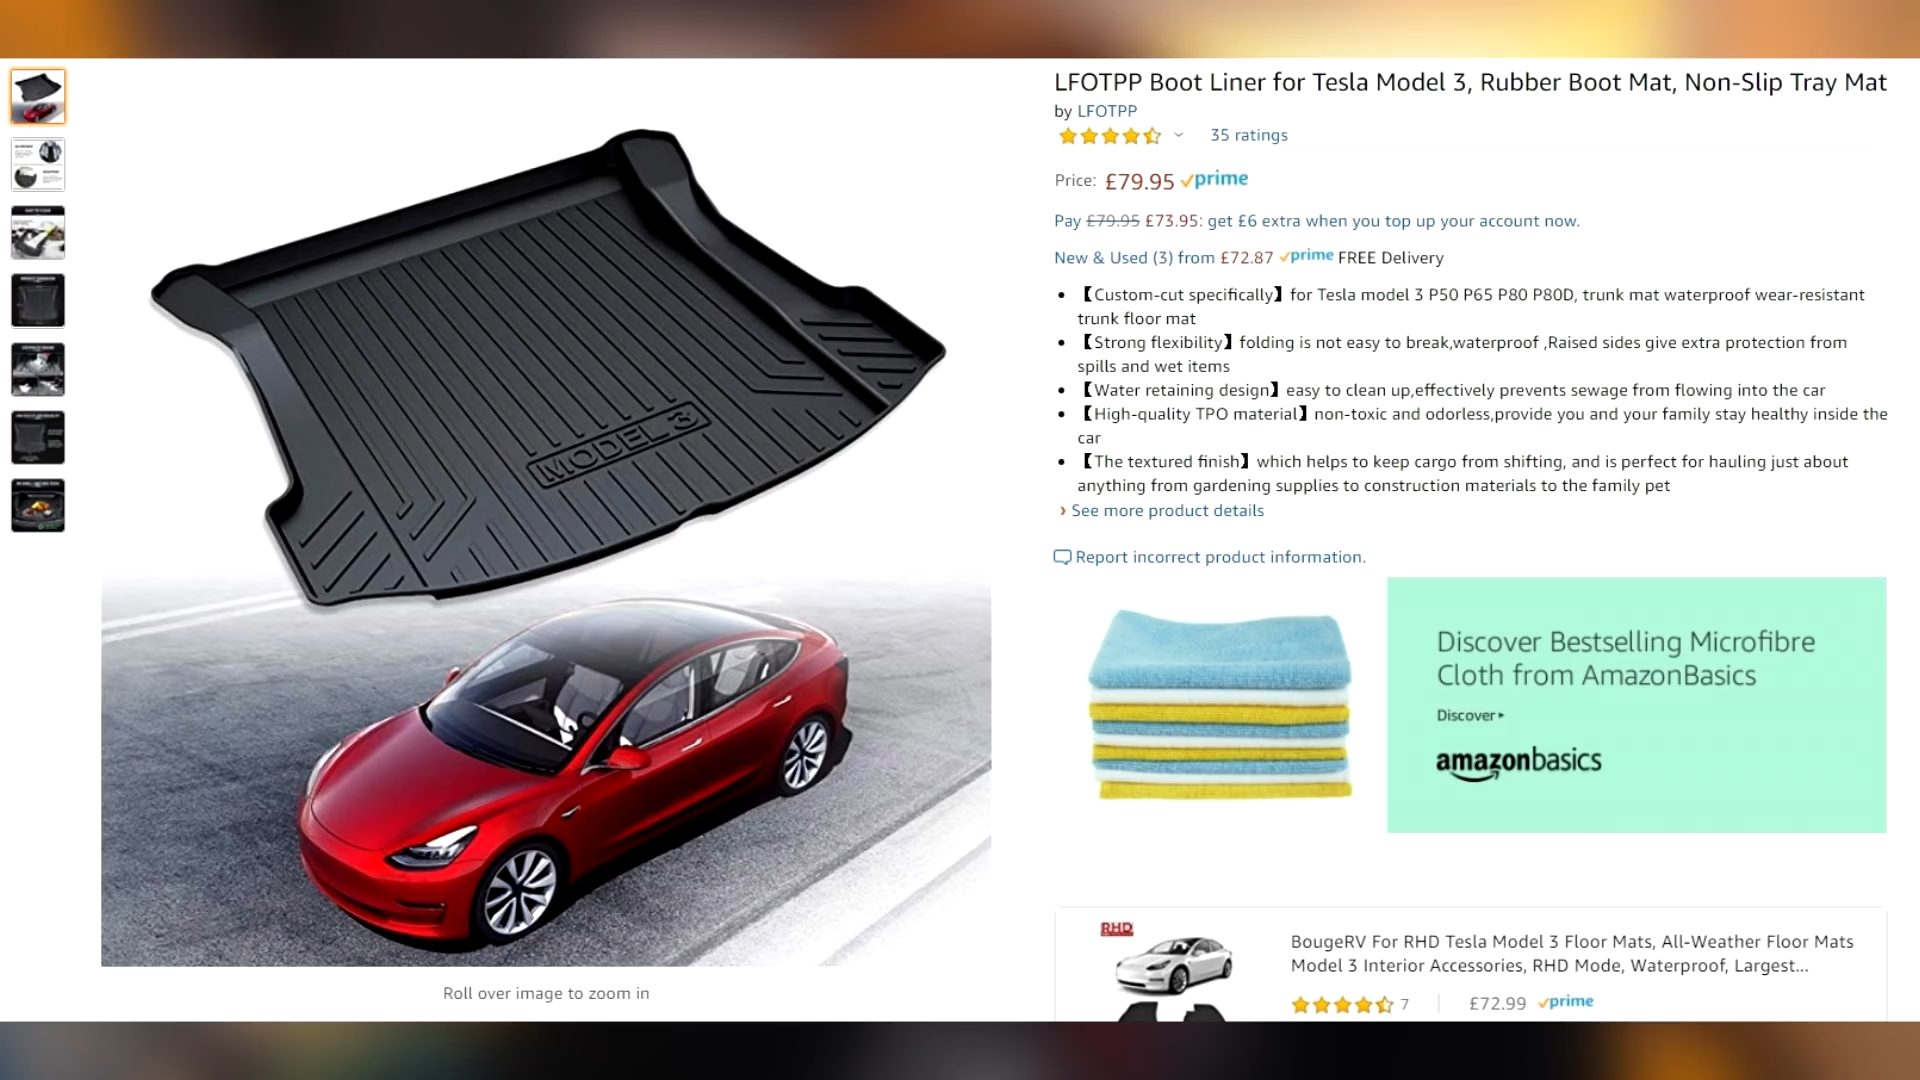 LFOTPP Boot Liner for Tesla Model 3, Rubber Boot Mat, Non-Slip Tray Mat
by LFOTPP
35 ratings
Price: £79.95 prime
Pay £79.95 £73.95: get £6 extra when you top up your account now.
New & Used (3) from £72.87 prime FREE Delivery
【Custom-cut specifically】for Tesla model 3 P50 P65 P80 P80D, trunk mat waterproof wear-resistant
trunk floor mat
【Strong flexibility】folding is not easy to break,waterproof ,Raised sides give extra protection from
spills and wet items
【Water retaining design】easy to clean up,effectively prevents sewage from flowing into the car
【High-quality TPO material】non-toxic and odorless,provide you and your family stay healthy inside the
car
【The textured finish】which helps to keep cargo from shifting, and is perfect for hauling just about
anything from gardening supplies to construction materials to the family pet
› See more product details
Report incorrect product information.
MODEL 3
Discover Bestselling Microfibre
Cloth from AmazonBasics
Discover
amazonbasics
RHD
BougeRV For RHD Tesla Model 3 Floor Mats, All-Weather Floor Mats
Model 3 Interior Accessories, RHD Mode, Waterproof, Largest...
7 £72.99 prime
Roll over image to zoom in